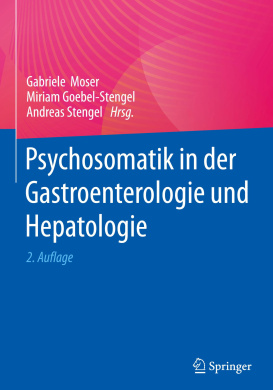 Gabriele Moser
Miriam Goebel-Stengel
Andreas Stengel Hrsg.
Psychosomatik in der
Gastroenterologie und
Hepatologie
2. Auflage
Springer